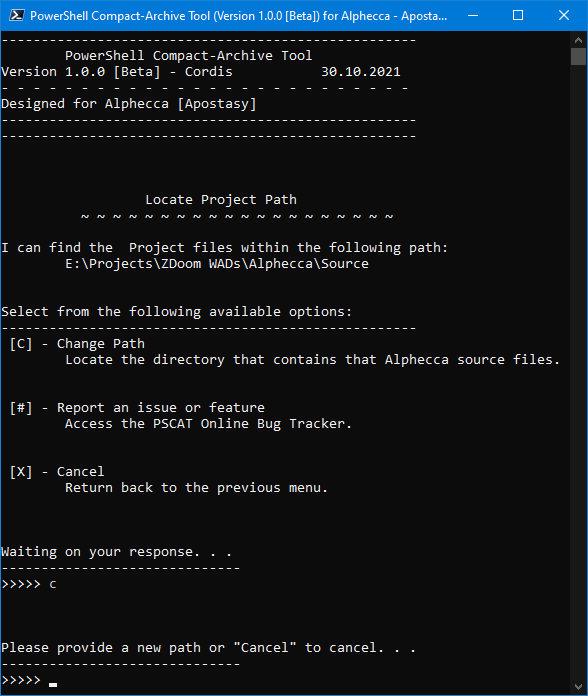 PowerShell Compact-Archive Tool (Version 1.0.0 [Beta]) for Alphecca - Aposta...
----------------------------------------------------
PowerShell Compact-Archive Tool
Version 1.0.0 [Beta] - Cordis 30.10.2021
- - - - - - - - - - - - - - - - - - - - - - - - - -
Designed for Alphecca [Apostasy]
----------------------------------------------------
----------------------------------------------------
Locate Project Path
~ ~ ~ ~ ~ ~ ~ ~ ~ ~ ~ ~ ~ ~ ~ ~ ~ ~ ~ ~
I can find the  Project files within the following path:
E:\Projects\ZDoom WADs\Alphecca\Source
Select from the following available options:
----------------------------------------------------
[C] - Change Path
Locate the directory that contains that Alphecca source files.
[#] - Report an issue or feature
Access the PSCAT Online Bug Tracker.
[X] - Cancel
Return back to the previous menu.
Waiting on your response. . .
------------------------------
>>>>> c
Please provide a new path or "Cancel" to cancel. . .
------------------------------
>>>>>